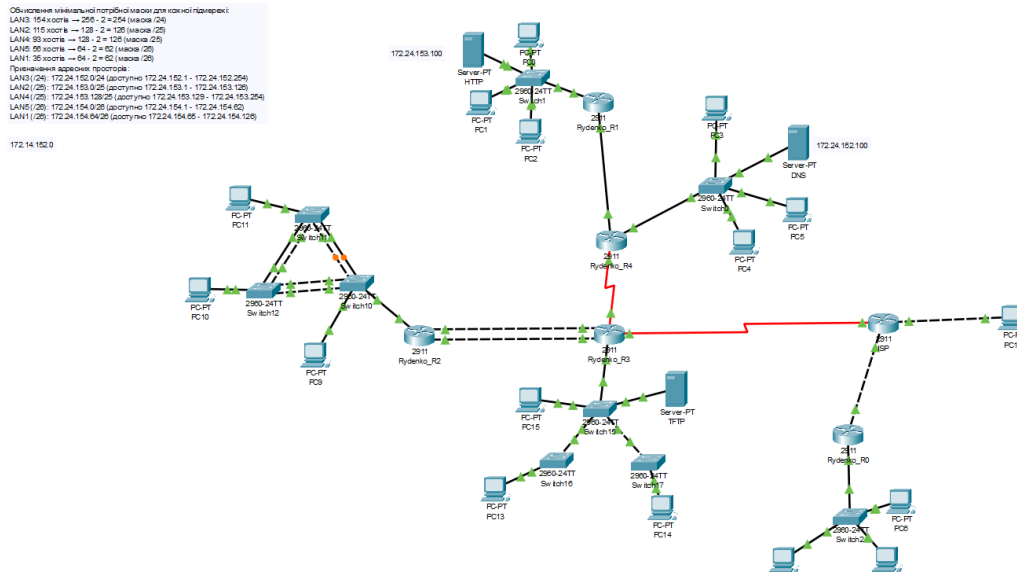 Обчислення мінімальної потрібної маски для кожної підмережі:
LAN3: 154 хостів → 256 - 2 = 254 (маска /24)
LAN2: 115 хостів → 128 - 2 = 126 (маска /25)
LAN4: 93 хостів → 128 - 2 = 126 (маска /25)
LAN5: 56 хостів → 64 - 2 = 62 (маска /26)
LAN1: 35 хостів → 64 - 2 = 62 (маска /26)
Призначення адресних просторів:
LAN3 (/24): 172.24.152.0/24 (доступно 172.24.152.1 - 172.24.152.254)
LAN2 (/25): 172.24.153.0/25 (доступно 172.24.153.1 - 172.24.153.126)
LAN4 (/25): 172.24.153.128/25 (доступно 172.24.153.129 - 172.24.153.254)
LAN5 (/26): 172.24.154.0/26 (доступно 172.24.154.1 - 172.24.154.62)
LAN1 (/26): 172.24.154.64/26 (доступно 172.24.154.65 - 172.24.154.126)
172.14.152.0
172.24.153.100
PC-PT
PC0
Server-PT
HTTP
2960-24TT
Switch1
PC-PT
PC1
PC-PT
PC2
2911
Rydenko_R1
PC-PT
PC3
172.24.152.100
Server-PT
DNS
2960-24TT
PC-PT
PC5
PC-PT
PC4
2911
Rydenko_R4
PC-PT
PC11
2960-24TT
Switch11
PC-PT
PC10
2960-24TT
Switch12
2960-24TT
Switch10
PC-PT
PC9
2911
Rydenko_R2
2911
Rydenko_R3
2911
ISP
PC-PT
PC15
Server-PT
TFTP
2960-24TT
Switch15
2960-24TT
Switch16
2960-24TT
Switch17
PC-PT
PC13
PC-PT
PC14
2911
Rydenko_R0
PC-PT
PC6
2960-24TT
Switch2